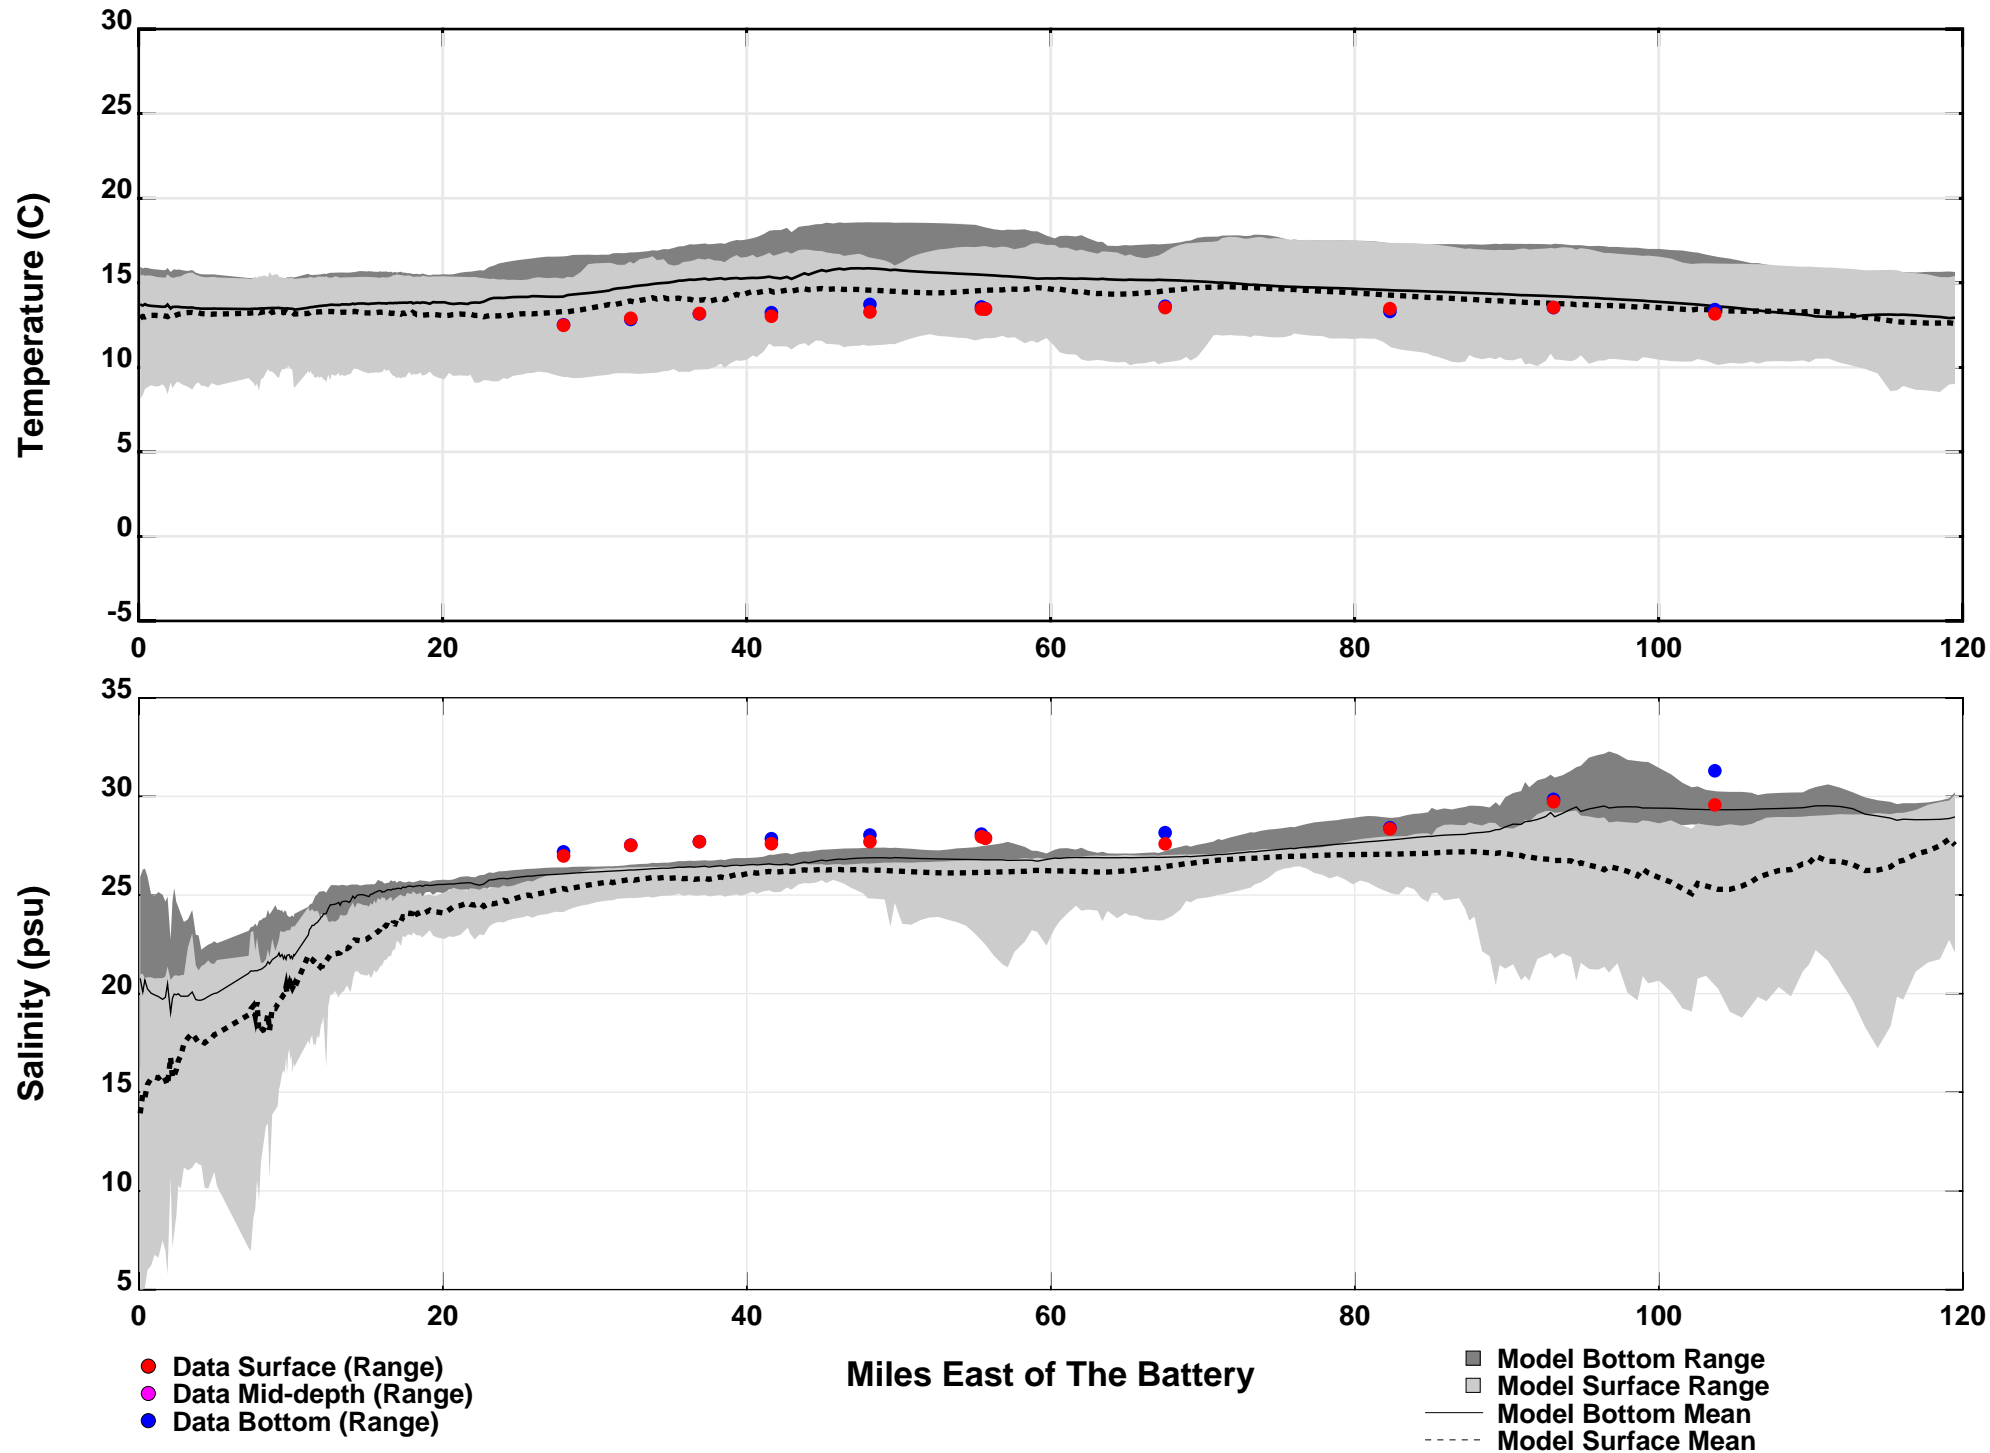 30
25
20
15
10
5
0
-5
Temperature (C)
0 20 40 60 80 100 120
35
30
25
20
15
10
5
Salinity (psu)
0 20 40 60 80 100 120
Miles East of The Battery
Data Surface (Range)
Data Mid-depth (Range)
Data Bottom (Range)
Model Bottom Range
Model Surface Range
Model Bottom Mean
Model Surface Mean